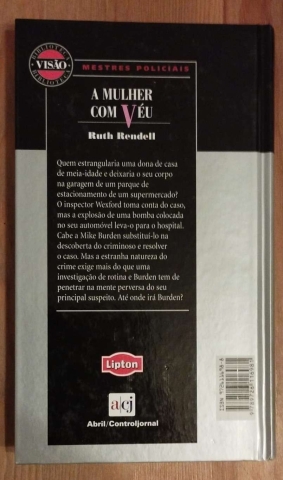 BIBLIOTECA
VISÃO
BIBLIOTECA
MESTRES POLICIAIS
A MULHER
COM VÉU
Ruth Rendell
Quem estrangularia uma dona de casa
de meia-idade e deixaria o seu corpo
na garagem de um parque de
estacionamento de um supermercado?
O inspector Wexford toma conta do caso,
mas a explosão de uma bomba colocada
no seu automóvel leva-o para o hospital.
Cabe a Mike Burden substituí-lo na
descoberta do criminoso e resolver
o caso. Mas a estranha natureza do
crime exige mais do que uma
investigação de rotina e Burden tem de
penetrar na mente perversa do seu
principal suspeito. Até onde irá Burden?
Lipton
a|cj
Abril/Controljornal